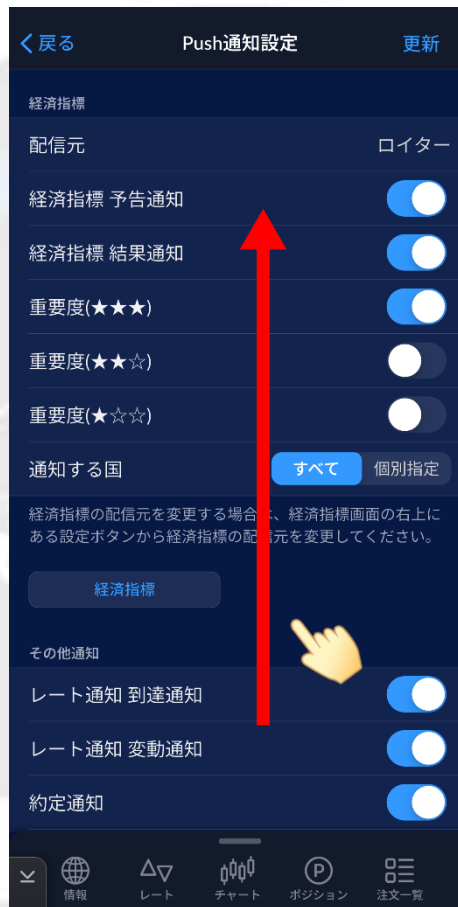 戻る
Push通知設定
更新
経済指標
配信元
ロイター
経済指標 予告通知
経済指標 結果通知
重要度(★★★)
重要度(★★☆)
重要度(★☆☆)
通知する国
すべて
個別指定
経済指標の配信元を変更する場合は、経済指標画面の右上に
ある設定ボタンから経済指標の配信元を変更してください。
経済指標
その他通知
レート通知 到達通知
レート通知 変動通知
約定通知
情報
レート
チャート
ポジション
注文一覧